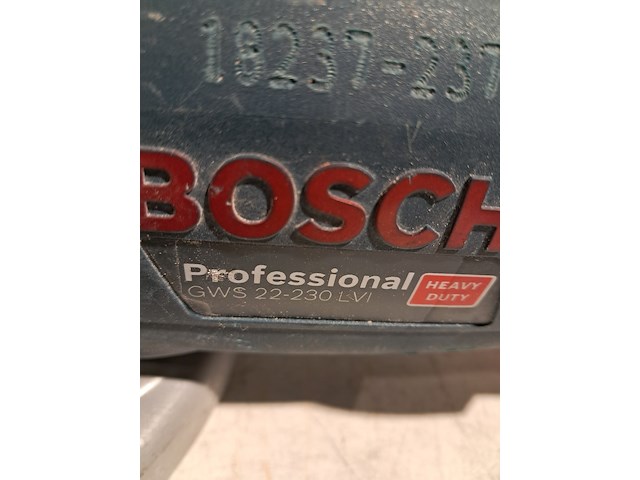 18237-237
BOSCH
Professional
GWS 22-230 LVI
HEAVY
DUTY